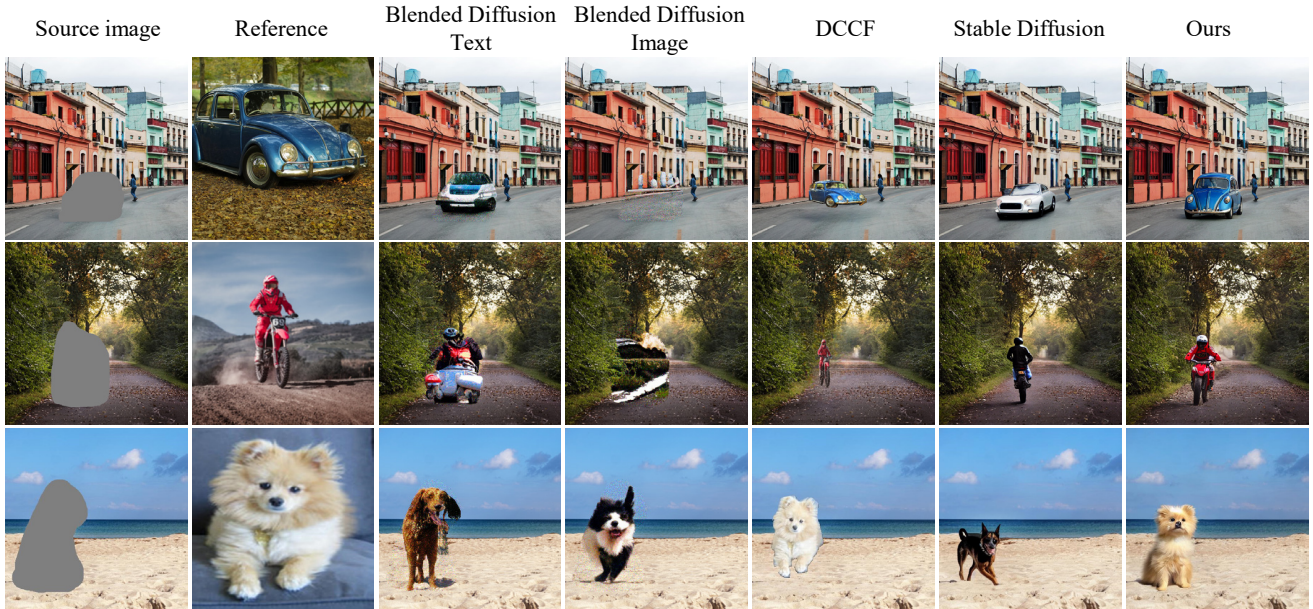 Source image
Reference
Blended Diffusion
Text
Blended Diffusion
Image
DCCF
Stable Diffusion
Ours